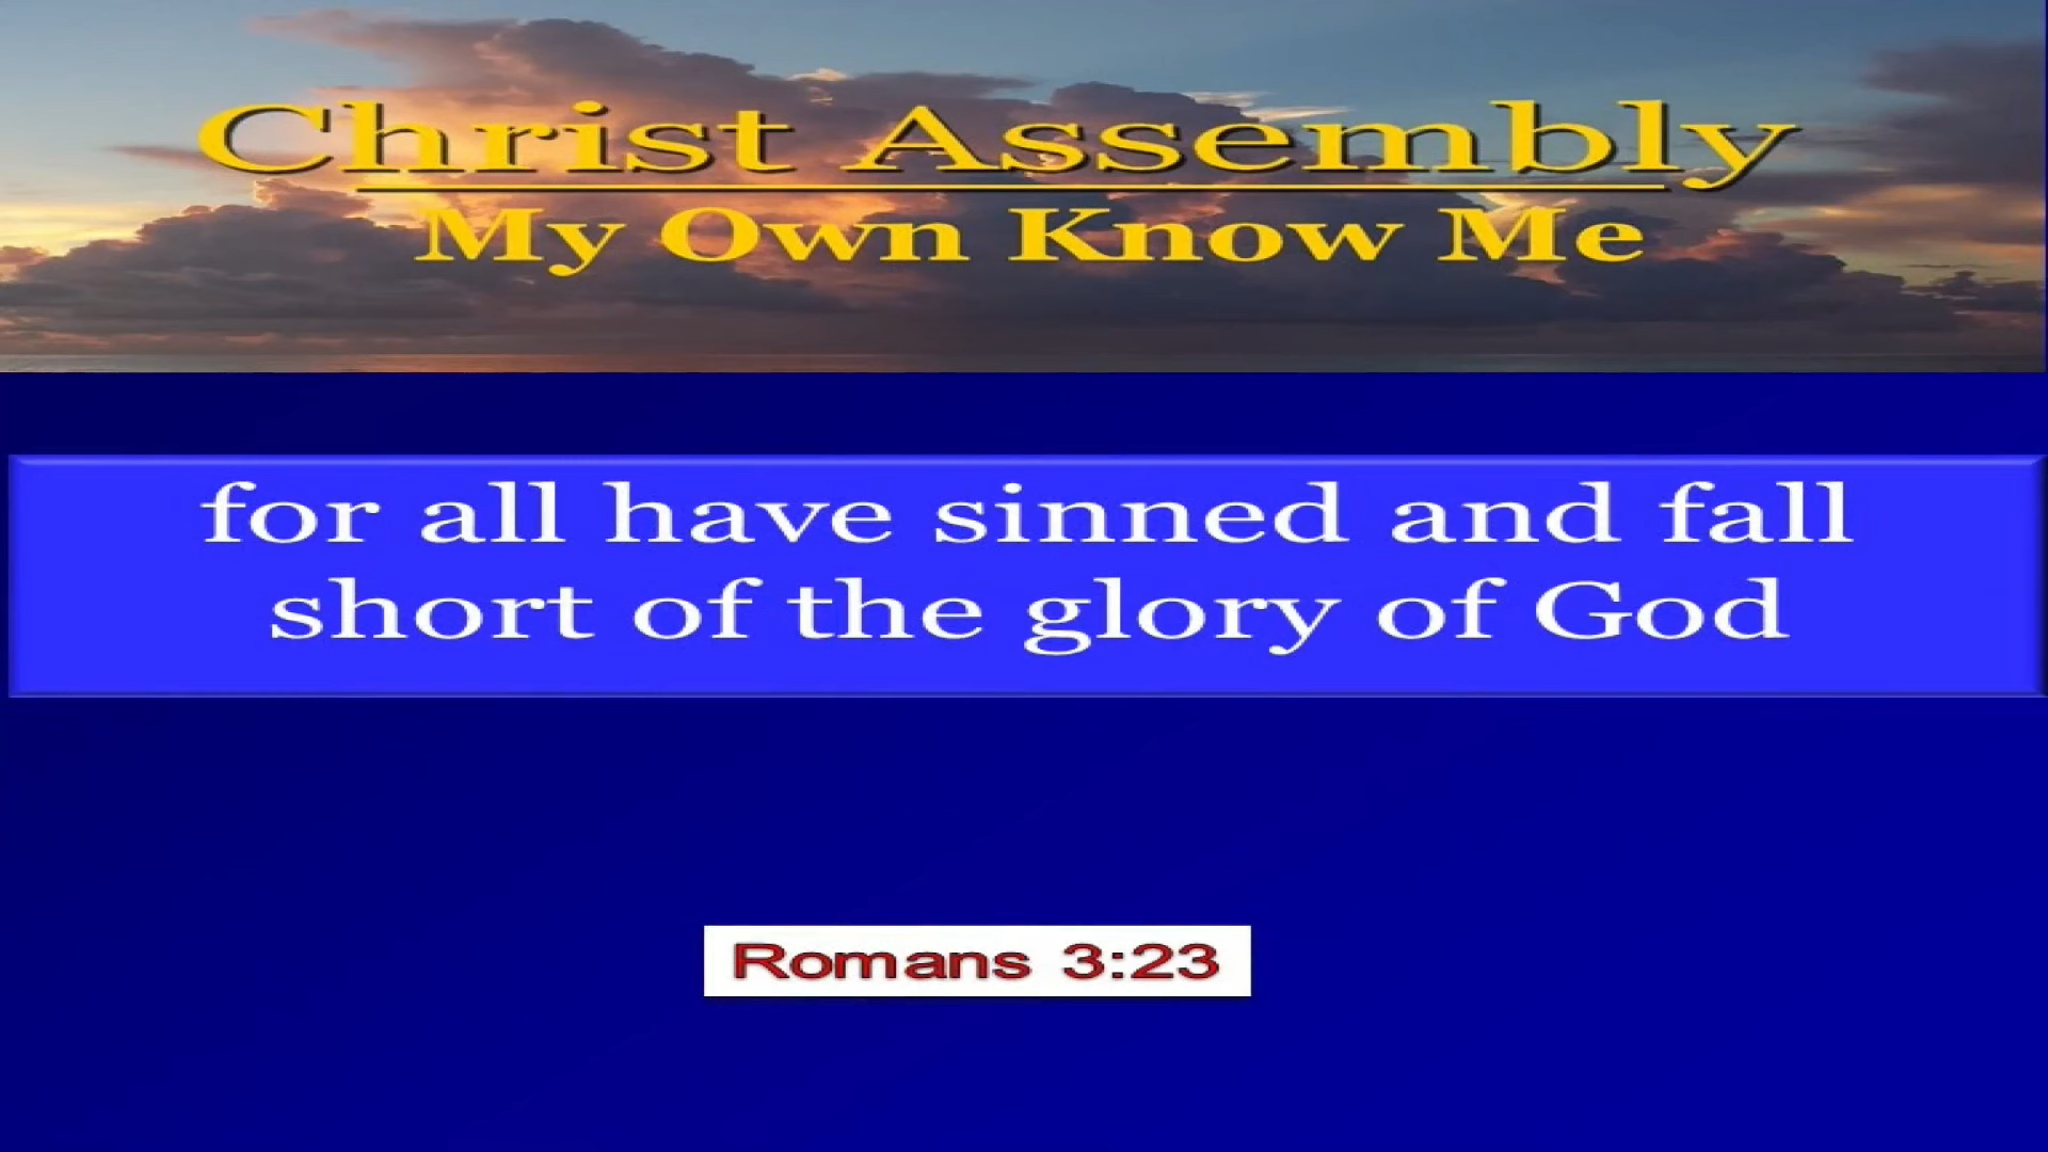 Christ Assembly
My Own Know Me
for all have sinned and fall
short of the glory of God
Romans 3:23